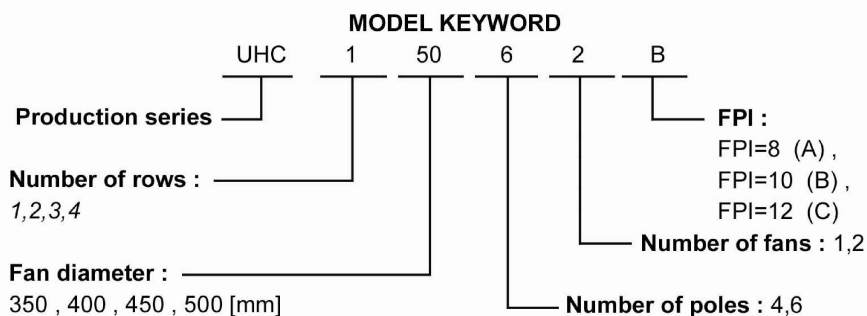 MODEL KEYWORD
UHC 1 50 6 2 B
Production series
FPI :
FPI=8 (A) ,
FPI=10 (B) ,
FPI=12 (C)
Number of rows :
1,2,3,4
Number of fans : 1,2
Fan diameter :
350 , 400 , 450 , 500 [mm]
Number of poles : 4,6